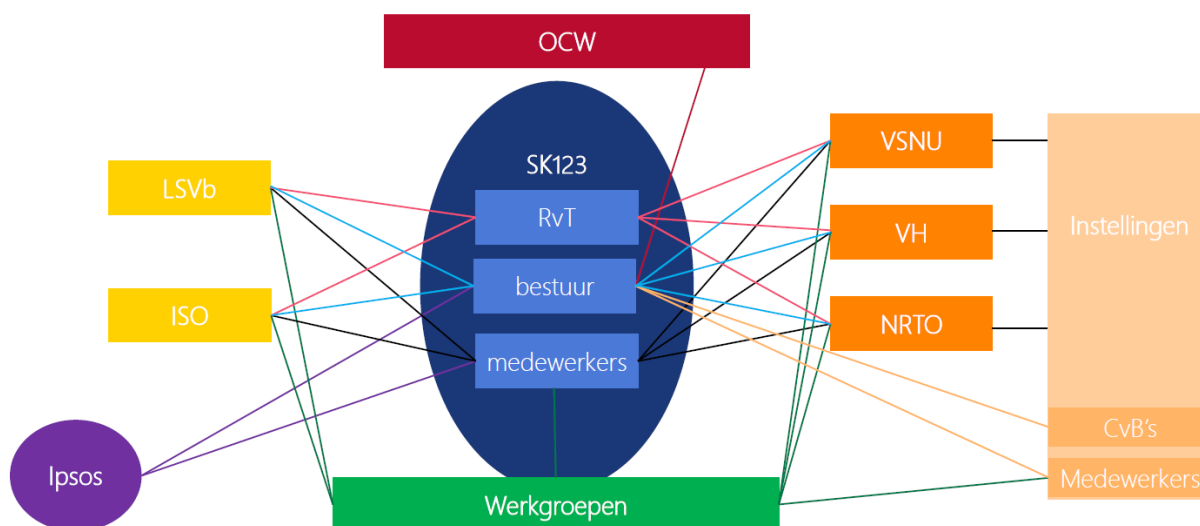 OCW
SK123
LSVb
ISO
RvT
bestuur
medewerkers
VSNU
VH
NRTO
Instellingen
CvB's
Medewerkers
Ipsos
Werkgroepen